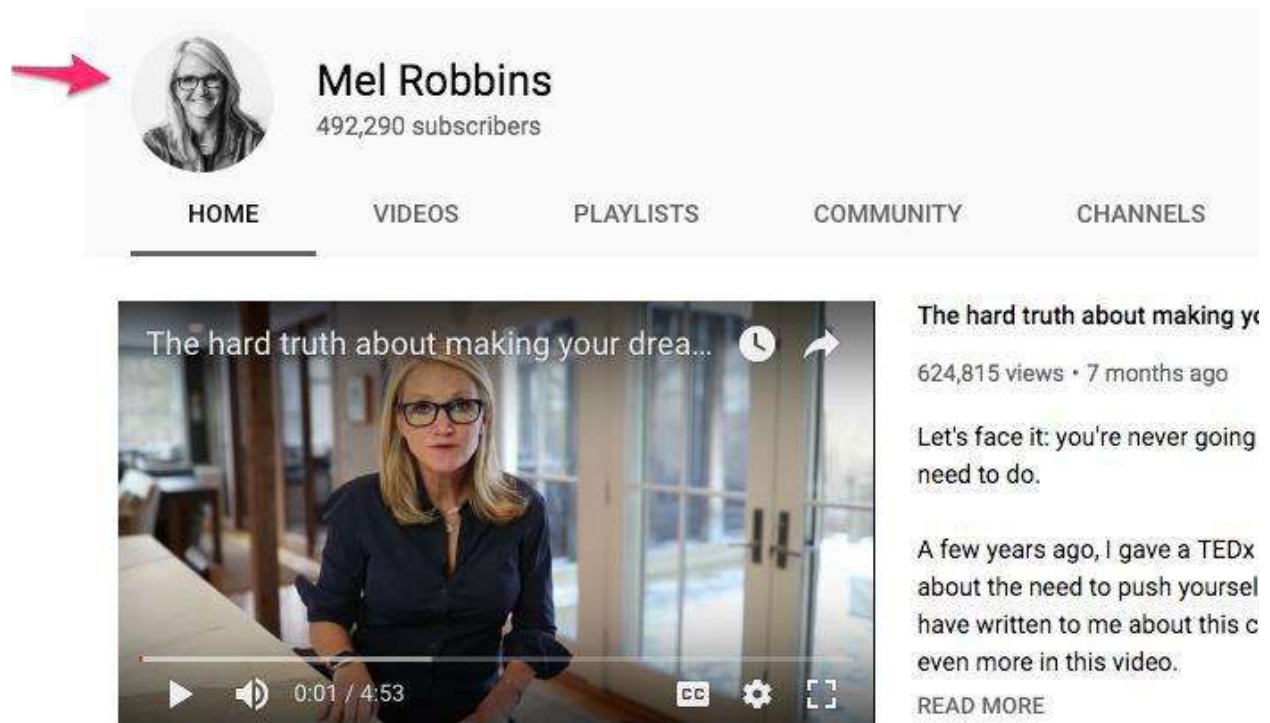 Mel Robbins
492,290 subscribers
HOME VIDEOS PLAYLISTS COMMUNITY CHANNELS
The hard truth about making your drea...
0:01 / 4:53
CC
The hard truth about making yo
624,815 views • 7 months ago
Let's face it: you're never going
need to do.
A few years ago, I gave a TEDx
about the need to push yoursel
have written to me about this c
even more in this video.
READ MORE